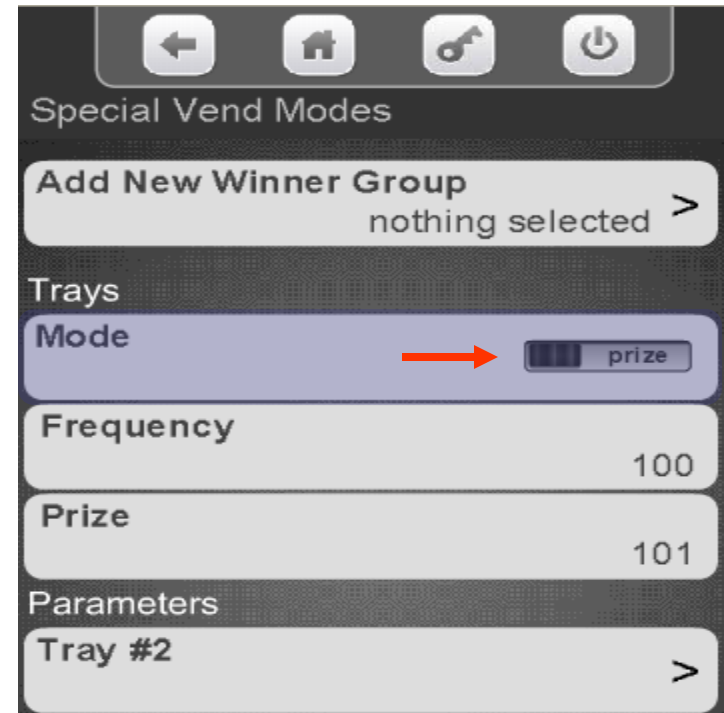 Special Vend Modes
Add New Winner Group
nothing selected >
Trays
Mode
prize
Frequency
100
Prize
101
Parameters
Tray #2
>